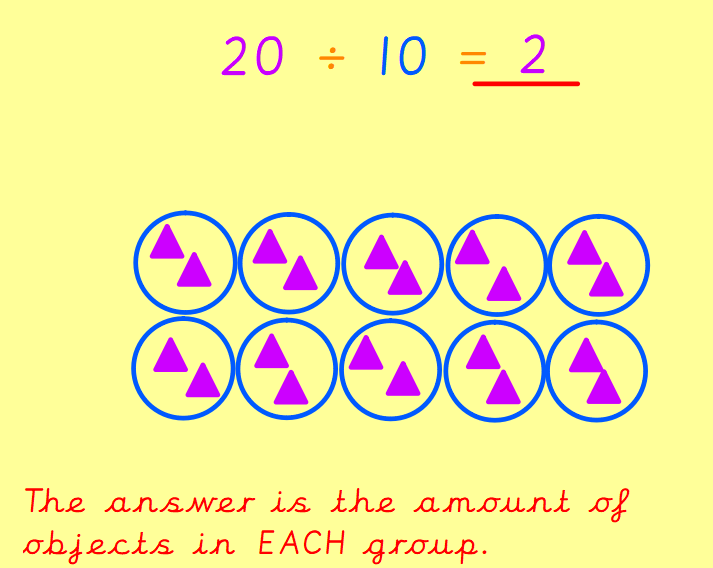 20 ÷ 10 = 2
The answer is the amount of
objects in EACH group.